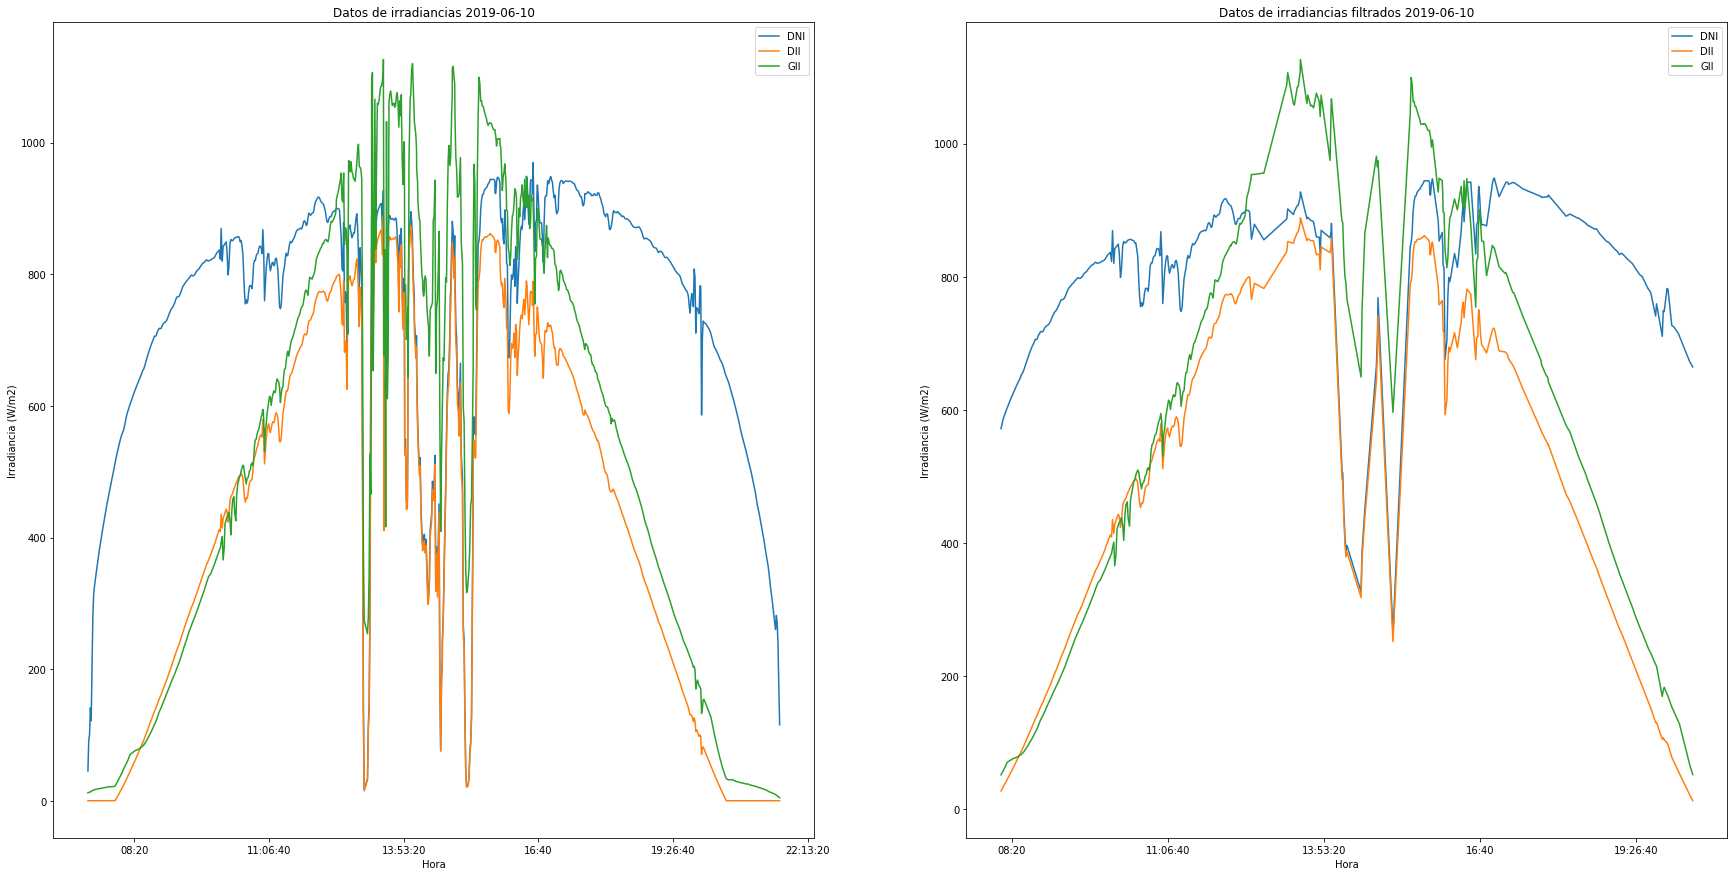 Datos de irradiancias 2019-06-10
DNI
DII
GII
Irradiancia (W/m2)
1000
800
600
400
200
0
08:20
11:06:40
13:53:20
16:40
19:26:40
22:13:20
Hora
Datos de irradiancias filtrados 2019-06-10
DNI
DII
GII
Irradiancia (W/m2)
1000
800
600
400
200
0
08:20
11:06:40
13:53:20
16:40
19:26:40
Hora